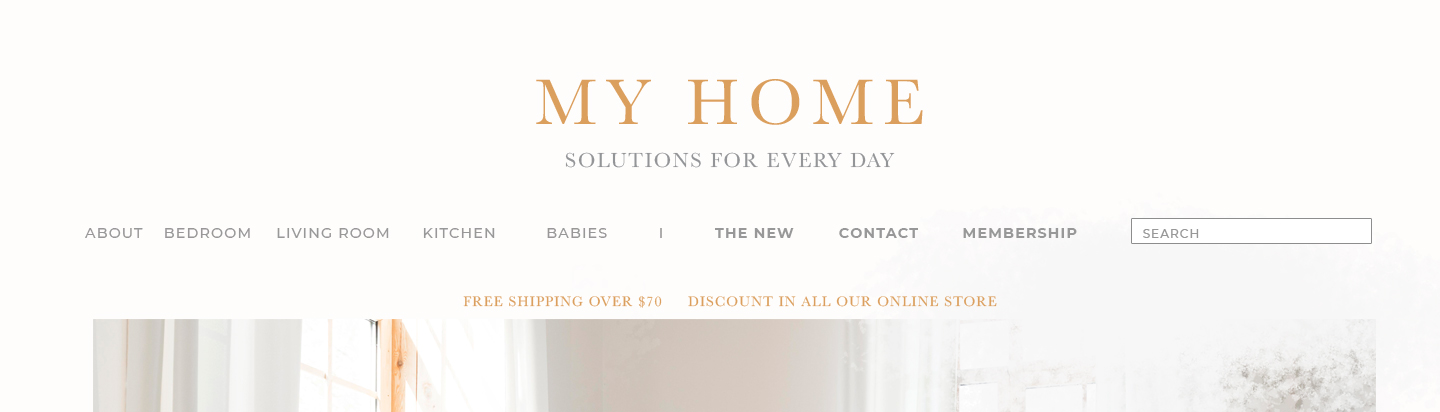 MY HOME
SOLUTIONS FOR EVERY DAY
ABOUT BEDROOM LIVING ROOM KITCHEN BABIES I THE NEW CONTACT MEMBERSHIP SEARCH
FREE SHIPPING OVER $70 DISCOUNT IN ALL OUR ONLINE STORE